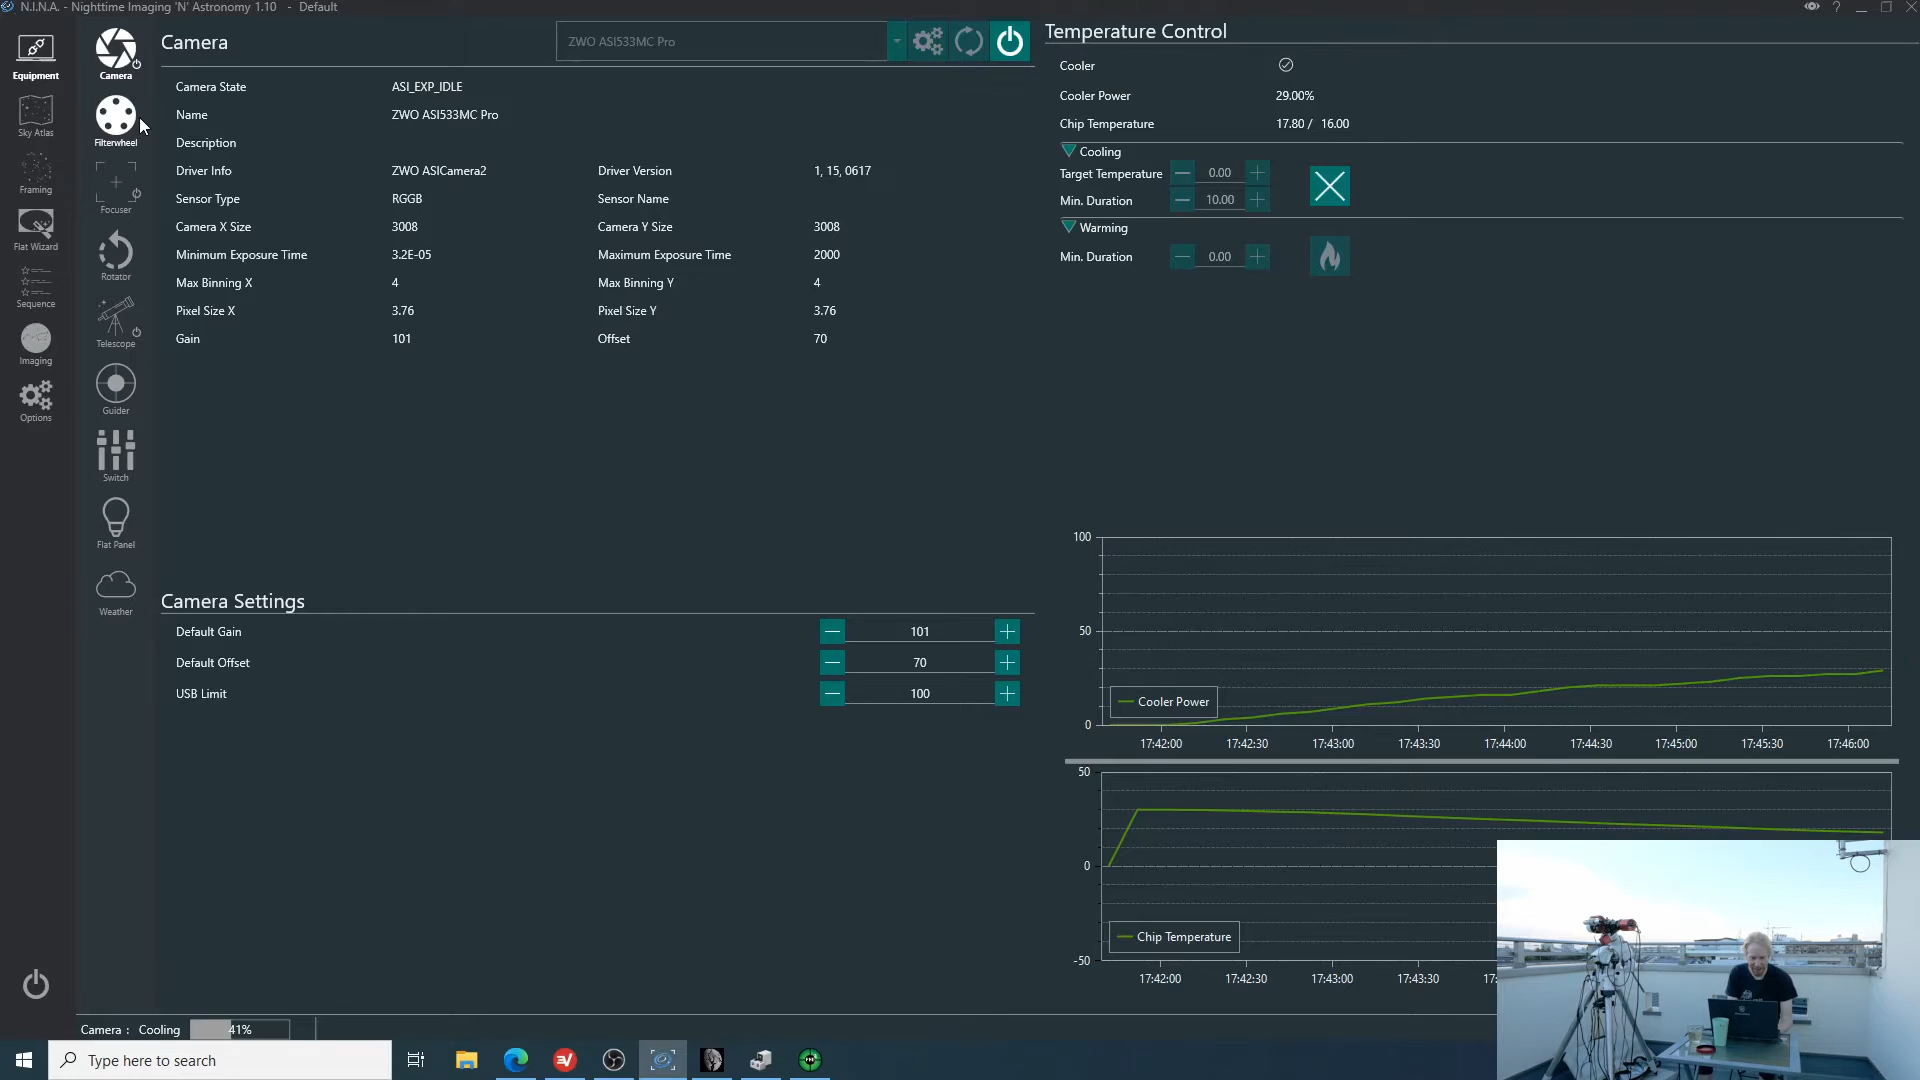 N.I.N.A. - Nighttime Imaging 'N' Astronomy 1.10 - Default
Equipment
Sky Atlas
Framing
Flat Wizard
Sequence
Imaging
Options
Camera
Filterwheel
Focuser
Rotator
Telescope
Guider
Switch
Flat Panel
Weather
Camera
ZWO ASI533MC Pro
Camera State ASI_EXP_IDLE
Name ZWO ASI533MC Pro
Description
Driver Info ZWO ASICamera2 Driver Version 1, 15, 0617
Sensor Type RGGB Sensor Name
Camera X Size 3008 Camera Y Size 3008
Minimum Exposure Time 3.2E-05 Maximum Exposure Time 2000
Max Binning X 4 Max Binning Y 4
Pixel Size X 3.76 Pixel Size Y 3.76
Gain 101 Offset 70
Camera Settings
Default Gain 101
Default Offset 70
USB Limit 100
Temperature Control
Cooler
Cooler Power 29.00%
Chip Temperature 17.80 / 16.00
Cooling
Target Temperature 0.00
Min. Duration 10.00
Warming
Min. Duration 0.00
100
50
0
Cooler Power
17:42:00 17:42:30 17:43:00 17:43:30 17:44:00 17:44:30 17:45:00 17:45:30 17:46:00
50
0
-50
Chip Temperature
17:42:00 17:42:30 17:43:00 17:43:30
Camera : Cooling 41%
Type here to search